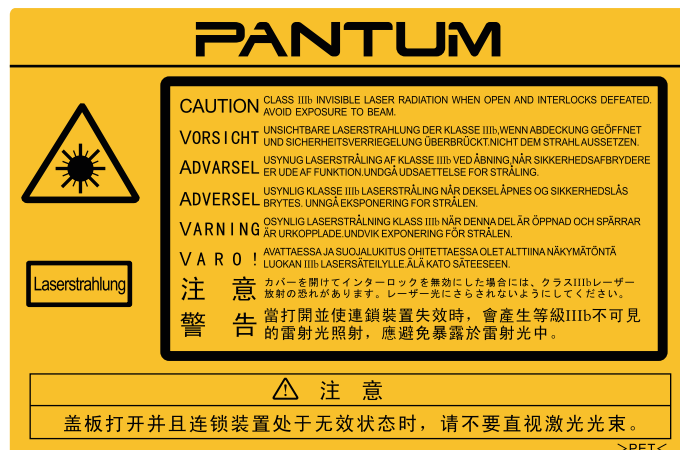 PANTUM
CAUTION CLASS IIIb INVISIBLE LASER RADIATION WHEN OPEN AND INTERLOCKS DEFEATED.
AVOID EXPOSURE TO BEAM.
VORSICHT UNSICHTBARE LASERSTRAHLUNG DER KLASSE IIIb,WENN ABDECKUNG GEÖFFNET
UND SICHERHEITSVERRIEGELUNG ÜBERBRÜCKT.NICHT DEM STRAHL AUSSETZEN.
ADVARSEL USYNUG LASERSTRÅLING AF KLASSE IIIb VED ÅBNING,NÅR SIKKERHEDSAFBRYDERE
ER UDE AF FUNKTION.UNDGÅ UDSAETTELSE FOR STRÅLING.
ADVERSEL USYNLIG KLASSE IIIb LASERSTRÅLING NÅR DEKSEL ÅPNES OG SIKKERHEDSLÅS
BRYTES. UNNGÅ EKSPONERING FOR STRÅLEN.
VARNING OSYNLIG LASERSTRÅLNING KLASS IIIb NÄR DENNA DEL ÄR ÖPPNAD OCH SPÄRRAR
ÄR URKOPPLADE.UNDVIK EXPONERING FÖR STRÅLEN.
VARO! AVATTAESSA JA SUOJALUKITUS OHITETTAESSA OLET ALTTIINA NÄKYMÄTÖNTÄ
LUOKAN IIIb LASERSÄTEILYLLE.ÄLÄ KATO SÄTEESEEN.
注 意 カバーを開けてインターロックを無効にした場合には、クラスIIIbレーザー
放射の恐れがあります。レーザー光にさらされないようにしてください。
警 告 當打開並使連鎖裝置失效時，會產生等級IIIb不可見
的雷射光照射，應避免暴露於雷射光中。
Laserstrahlung
注 意
盖板打开并且连锁装置处于无效状态时，请不要直视激光光束。
>PET<